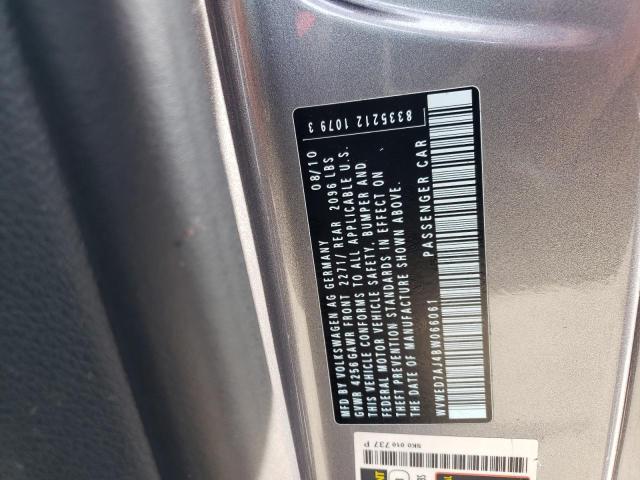 8335212 1079 3
MFD BY VOLKSWAGEN AG GERMANY 08/10
GVWR 4256 GAWR FRONT 2271/ REAR 2096 LBS
THIS VEHICLE CONFORMS TO ALL APPLICABLE U.S.
FEDERAL MOTOR VEHICLE SAFETY, BUMPER AND
THEFT PREVENTION STANDARDS IN EFFECT ON
THE DATE OF MANUFACTURE SHOWN ABOVE.
WVWED7AJ4BW066061 PASSENGER CAR
5K0 010 737 P